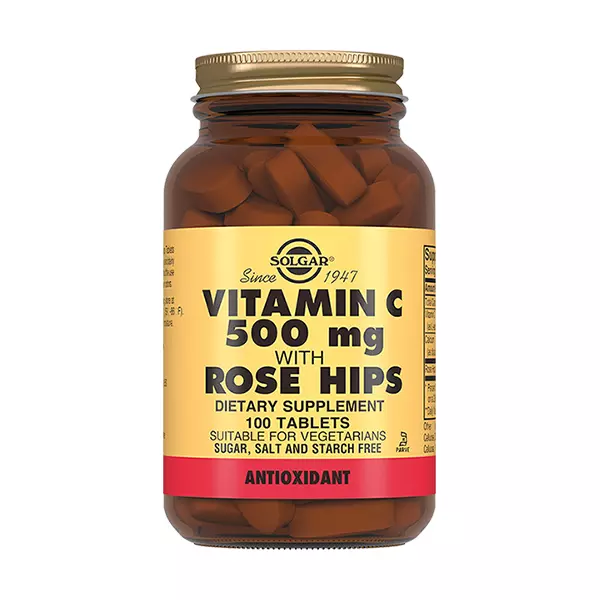 SOLGAR®
Since 1947
VITAMIN C
500 mg
WITH
ROSE HIPS
DIETARY SUPPLEMENT
100 TABLETS
SUITABLE FOR VEGETARIANS
SUGAR, SALT AND STARCH FREE
PARVE
ANTIOXIDANT